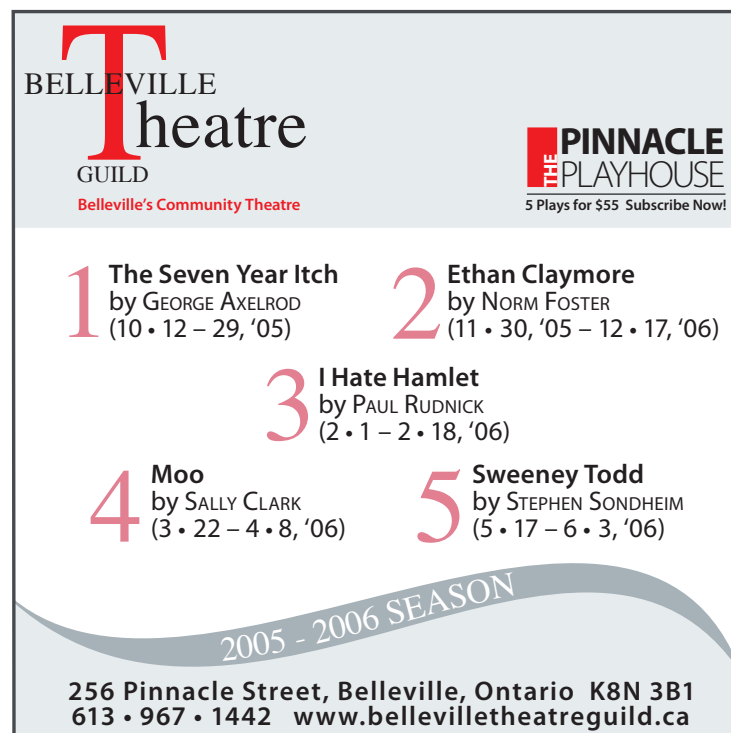 BELLEVILLE
Theatre
GUILD
Belleville's Community Theatre
THE PINNACLE
PLAYHOUSE
5 Plays for $55 Subscribe Now!
1 The Seven Year Itch
by GEORGE AXELROD
(10 • 12 – 29, ‘05)
2 Ethan Claymore
by NORM FOSTER
(11 • 30, ‘05 – 12 • 17, ‘06)
3 I Hate Hamlet
by PAUL RUDNICK
(2 • 1 – 2 • 18, ‘06)
4 Moo
by SALLY CLARK
(3 • 22 – 4 • 8, ‘06)
5 Sweeney Todd
by STEPHEN SONDHEIM
(5 • 17 – 6 • 3, ‘06)
2005 - 2006 SEASON
256 Pinnacle Street, Belleville, Ontario K8N 3B1
613 • 967 • 1442 www.bellevilletheatreguild.ca